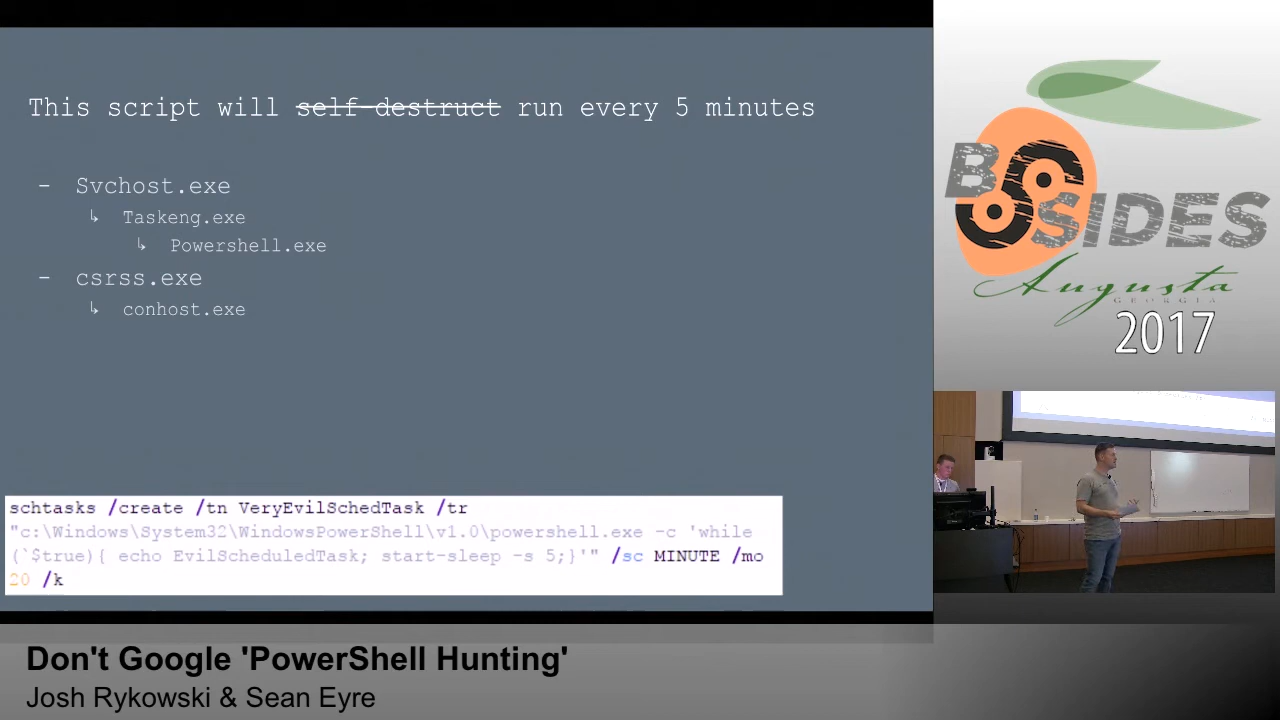 This script will self-destruct run every 5 minutes
- Svchost.exe
↳ Taskeng.exe
↳ Powershell.exe
- csrss.exe
↳ conhost.exe
schtasks /create /tn VeryEvilSchedTask /tr
"c:\Windows\System32\WindowsPowerShell\v1.0\powershell.exe -c 'while
(`$true){ echo EvilScheduledTask; start-sleep -s 5;}'" /sc MINUTE /mo
20 /k
BSIDES
Augusta
GEORGIA
2017
Don't Google 'PowerShell Hunting'
Josh Rykowski & Sean Eyre